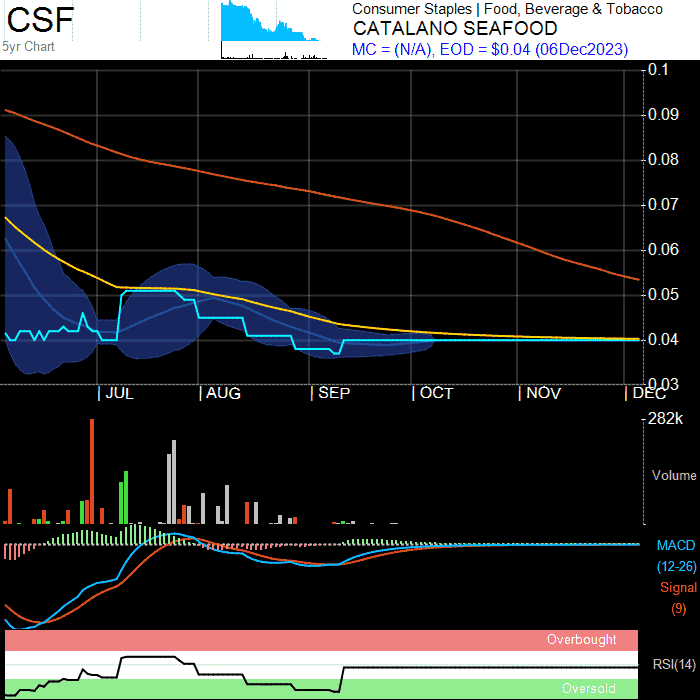 CSF
5yr Chart
Consumer Staples | Food, Beverage & Tobacco
CATALANO SEAFOOD
MC = (N/A), EOD = $0.04 (06Dec2023)
0.1
0.09
0.08
0.07
0.06
0.05
0.04
0.03
| JUL | AUG | SEP | OCT | NOV | DEC
282k
Volume
MACD
(12-26)
Signal
(9)
Overbought
RSI(14)
Oversold